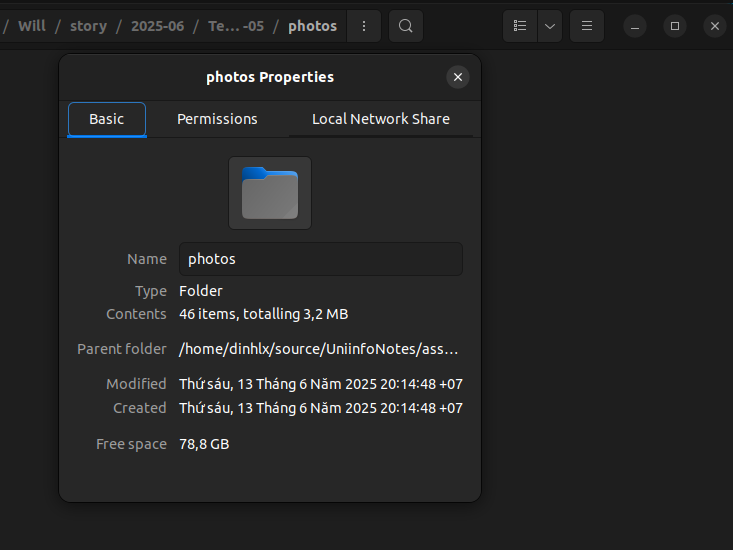 / Will / story / 2025-06 / Te…-05 / photos
photos Properties
Basic Permissions Local Network Share
Name photos
Type Folder
Contents 46 items, totalling 3,2 MB
Parent folder /home/dinhlx/source/UniinfoNotes/ass…
Modified Thứ sáu, 13 Tháng 6 Năm 2025 20:14:48 +07
Created Thứ sáu, 13 Tháng 6 Năm 2025 20:14:48 +07
Free space 78,8 GB